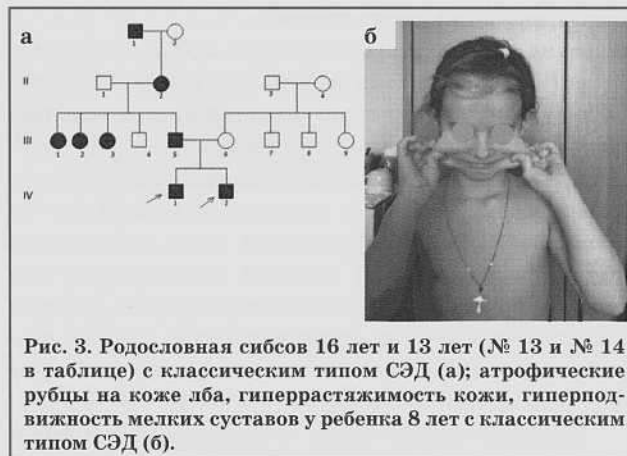 а
б
1
2
II
1
2
3
4
III
1
2
3
4
5
6
7
8
9
IV
1
2
Рис. 3. Родословная сибсов 16 лет и 13 лет (№ 13 и № 14
в таблице) с классическим типом СЭД (а); атрофические
рубцы на коже лба, гиперрастяжимость кожи, гиперпод-
вижность мелких суставов у ребенка 8 лет с классическим
типом СЭД (б).